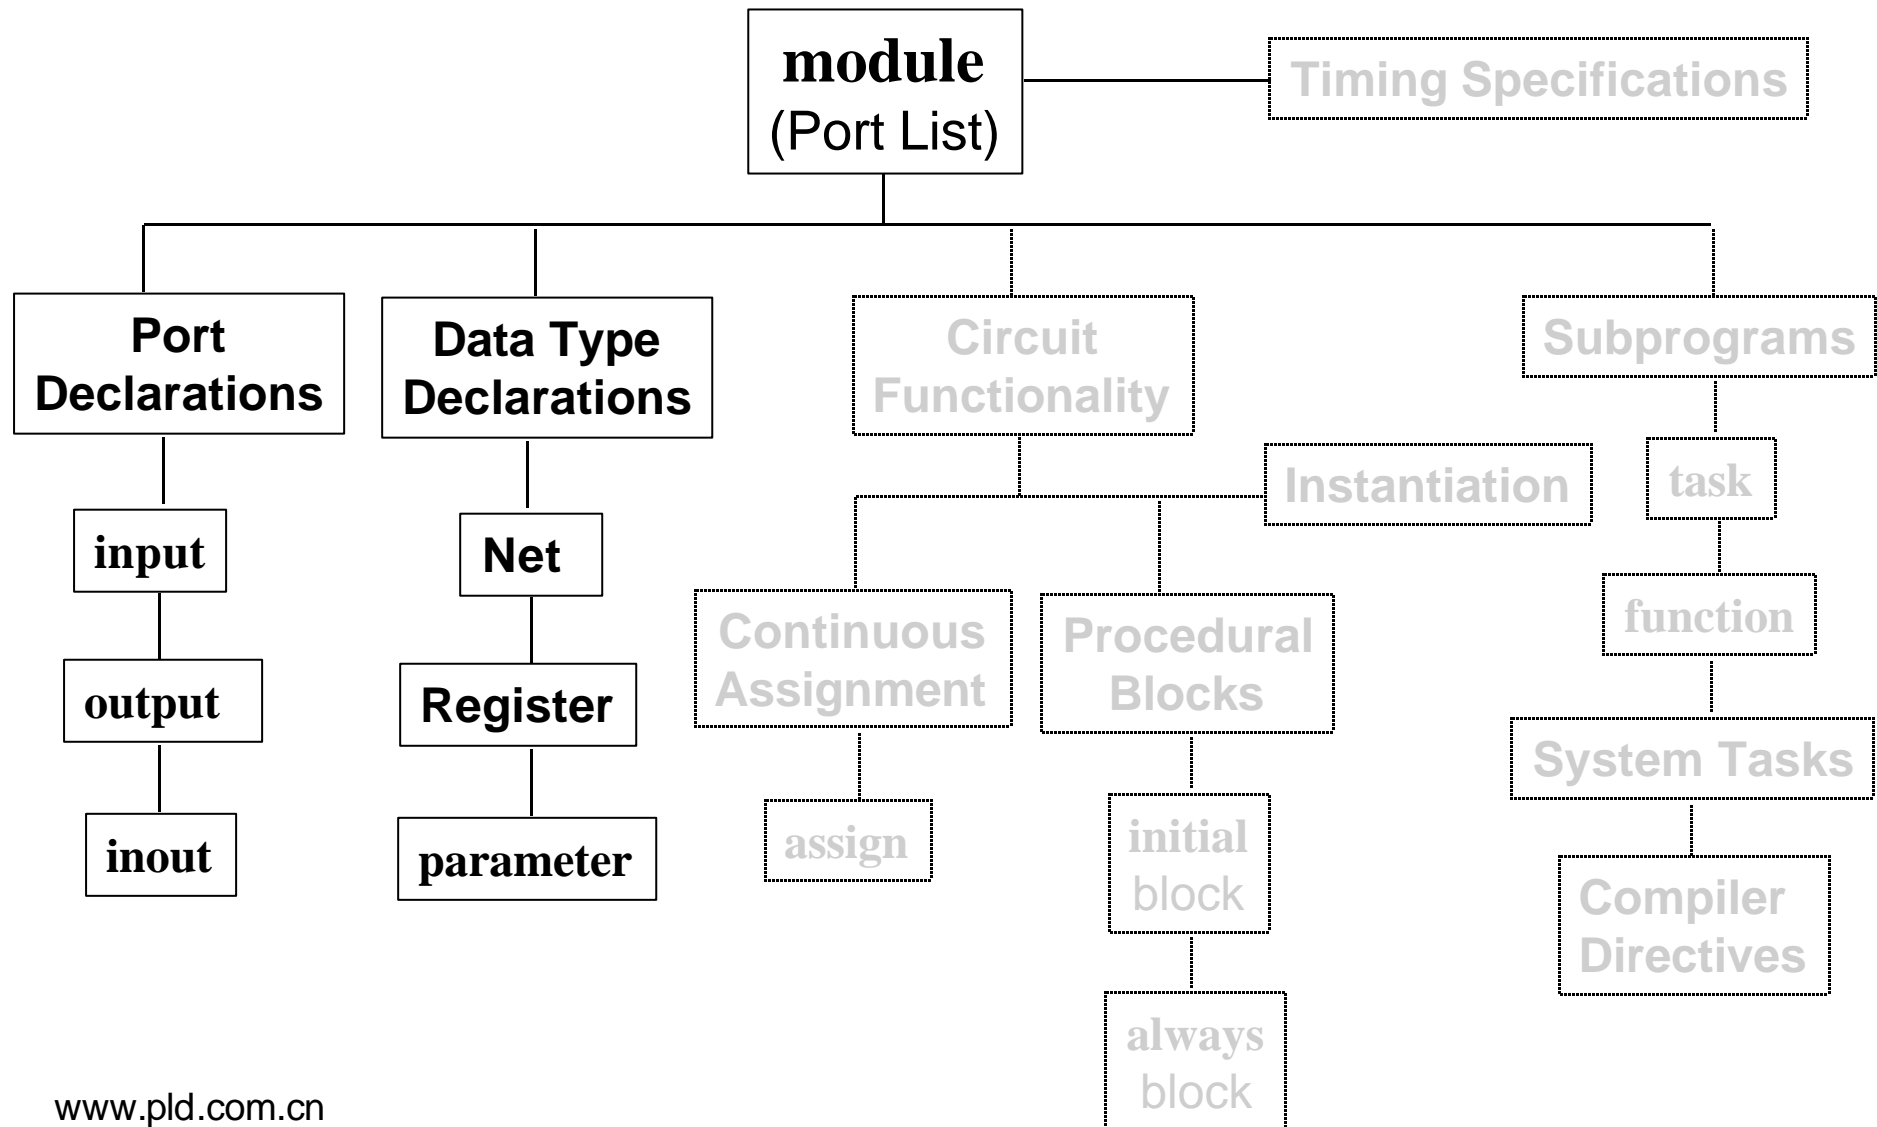 module
(Port List)
Timing Specifications
Port
Declarations
Data Type
Declarations
Circuit
Functionality
Subprograms
input
output
inout
Net
Register
parameter
Instantiation
Continuous
Assignment
assign
Procedural
Blocks
initial
block
always
block
task
function
System Tasks
Compiler
Directives
www.pld.com.cn